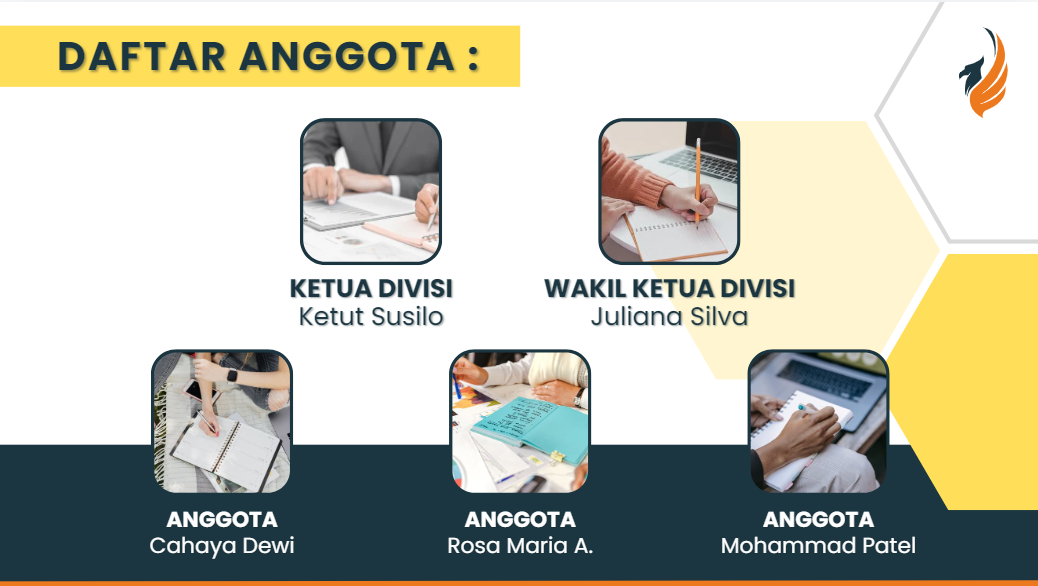 DAFTAR ANGGOTA :
KETUA DIVISI
Ketut Susilo
WAKIL KETUA DIVISI
Juliana Silva
ANGGOTA
Cahaya Dewi
ANGGOTA
Rosa Maria A.
ANGGOTA
Mohammad Patel